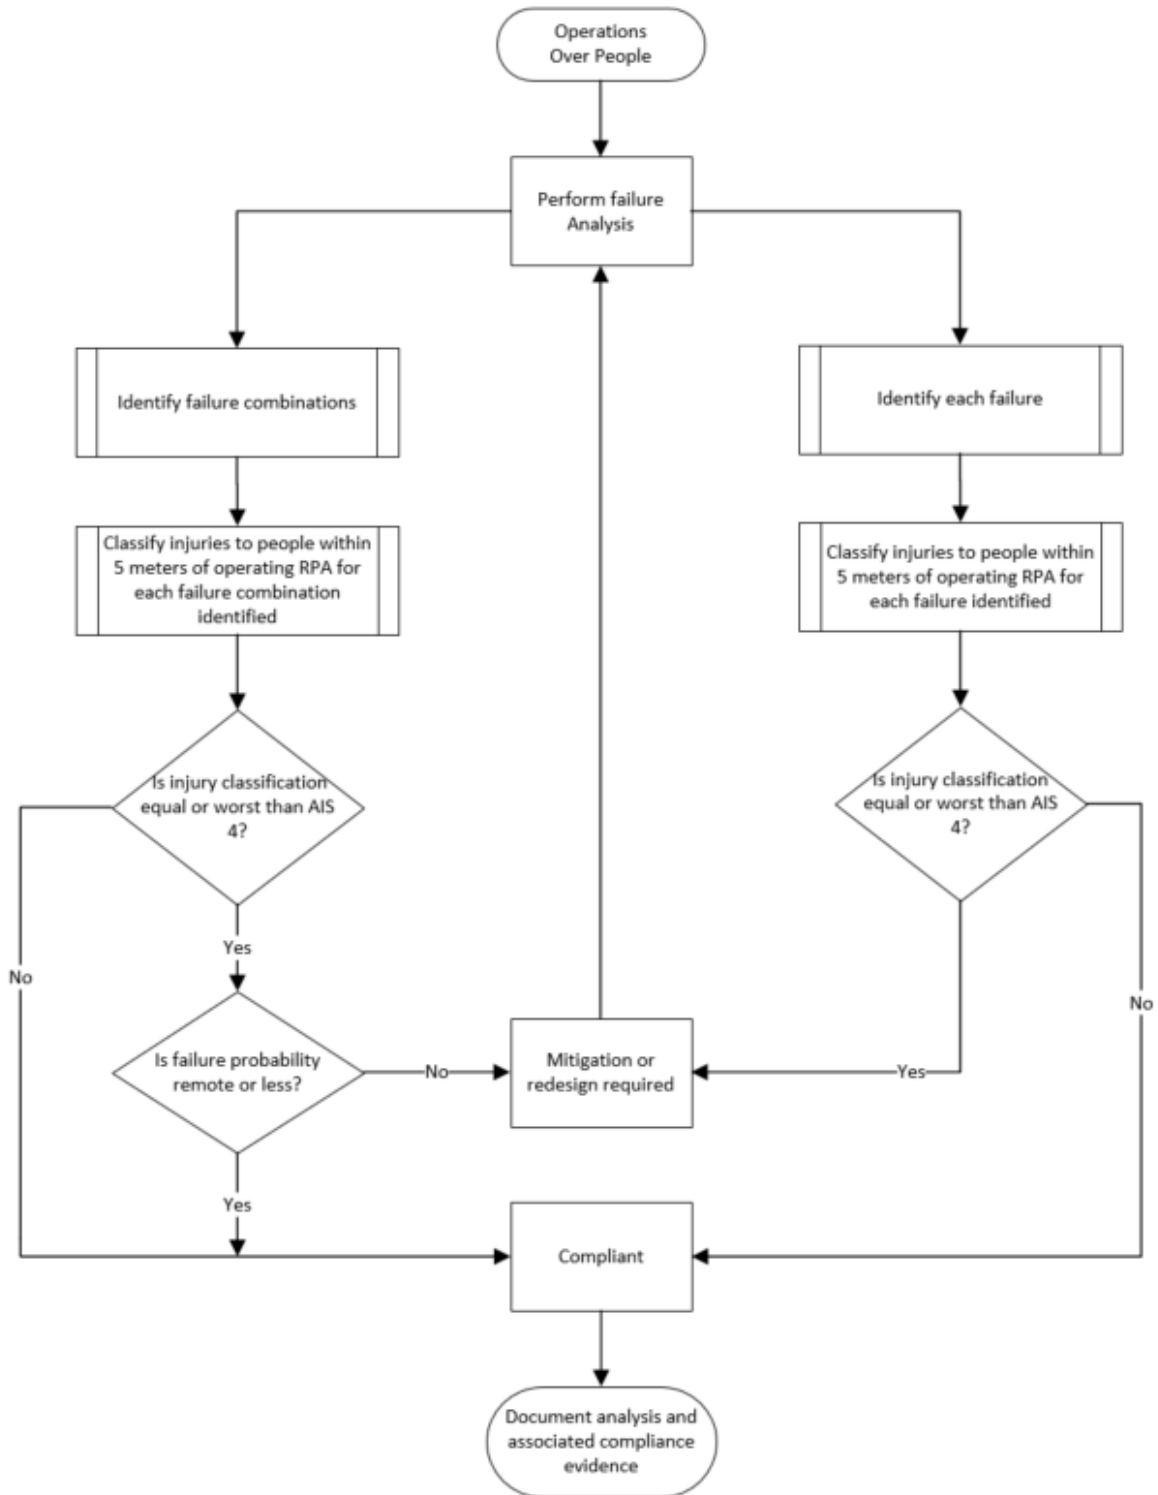 Operations
Over People
Perform failure
Analysis
Identify failure combinations
Identify each failure
Classify injuries to people within
5 meters of operating RPA for
each failure combination
identified
Classify injuries to people within
5 meters of operating RPA for
each failure identified
Is injury classification
equal or worst than AIS
4?
Is injury classification
equal or worst than AIS
4?
Yes
No
No
Is failure probability
remote or less?
No
Mitigation or
redesign required
Yes
Yes
Compliant
Document analysis and
associated compliance
evidence